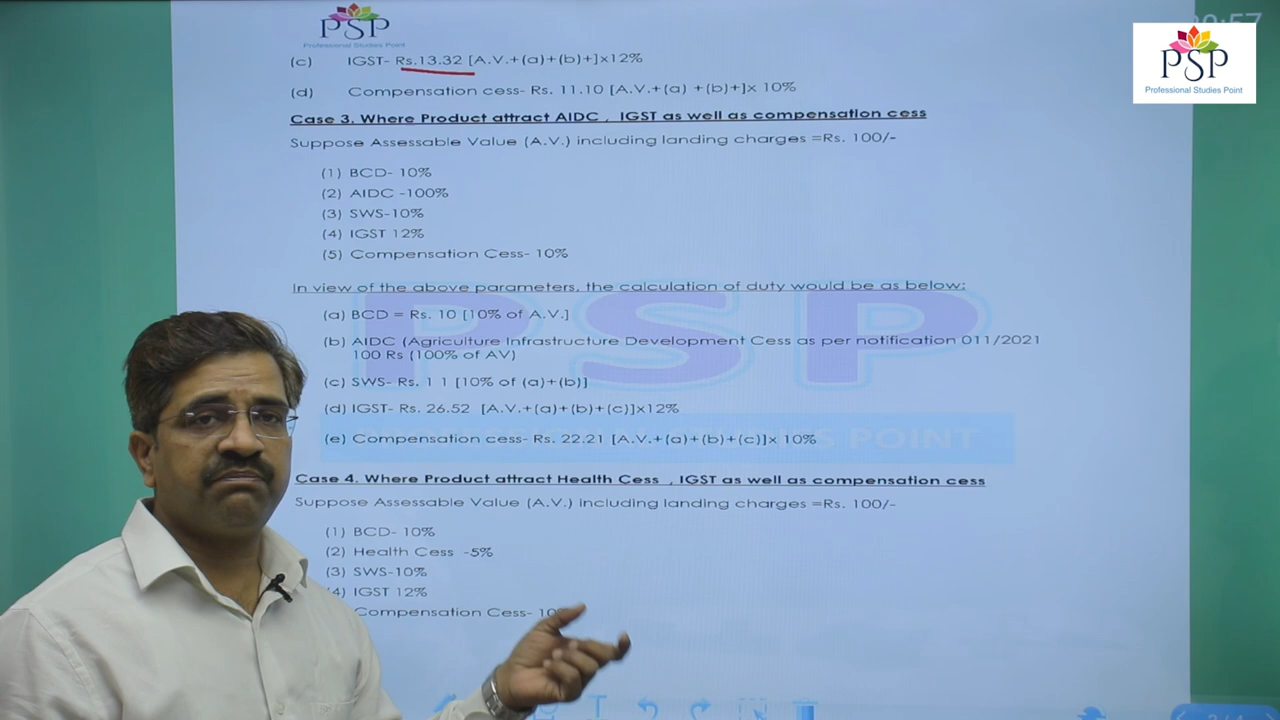 PSP
Professional Studies Point
PSP
Professional Studies Point
(c) IGST- Rs.13.32 [A.V.+(a)+(b)+]x12%
(d) Compensation cess- Rs. 11.10 [A.V.+(a) +(b)+]x 10%
Case 3. Where Product attract AIDC , IGST as well as compensation cess
Suppose Assessable Value (A.V.) including landing charges =Rs. 100/-
(1) BCD- 10%
(2) AIDC -100%
(3) SWS-10%
(4) IGST 12%
(5) Compensation Cess- 10%
In view of the above parameters, the calculation of duty would be as below:
(a) BCD = Rs. 10 [10% of A.V.]
(b) AIDC (Agriculture Infrastructure Development Cess as per notification 011/2021
100 Rs (100% of AV)
(c) SWS- Rs. 1 1 [10% of (a)+(b)]
(d) IGST- Rs. 26.52 [A.V.+(a)+(b)+(c)]x12%
(e) Compensation cess- Rs. 22.21 [A.V.+(a)+(b)+(c)]x 10%
PSP
PROFESSIONAL STUDIES POINT
Case 4. Where Product attract Health Cess , IGST as well as compensation cess
Suppose Assessable Value (A.V.) including landing charges =Rs. 100/-
(1) BCD- 10%
(2) Health Cess -5%
(3) SWS-10%
4) IGST 12%
Compensation Cess- 10%